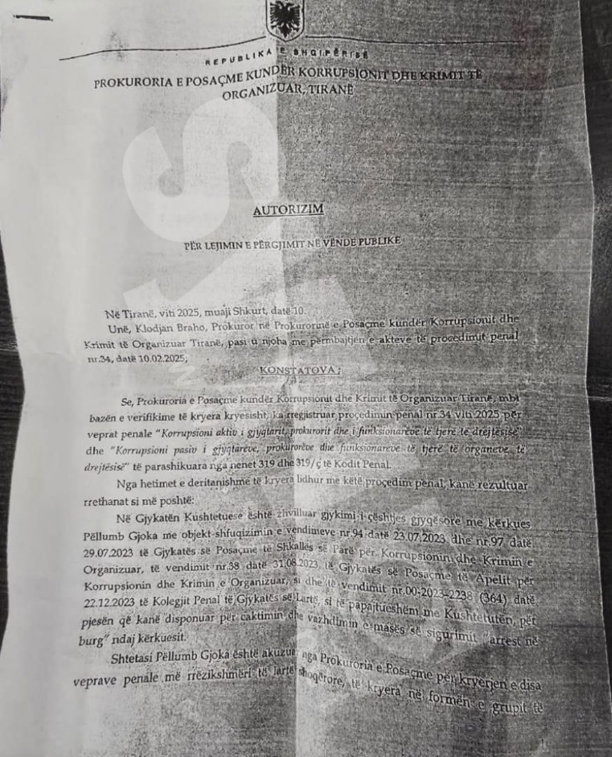 REPUBLIKA E SHQIPËRISË
PROKURORIA E POSAÇME KUNDËR KORRUPSIONIT DHE KRIMIT TË
ORGANIZUAR, TIRANË
AUTORIZIM
PËR LEJIMIN E PËRGJIMIT NË VENDE PUBLIKE
Në Tiranë, viti 2025, muaji Shkurt, datë 10.
Unë, Klodjan Braho, Prokuror në Prokurorinë e Posaçme kundër Korrupsionit dhe
Krimit të Organizuar Tiranë, pasi u njoha me përmbajtjen e akteve të procedimit penal
nr.34, datë 10.02.2025,
KONSTATOVA:
Se, Prokuroria e Posaçme kundër Korrupsionit dhe Krimit të Organizuar Tiranë, mbi
bazën e verifikime të kryera kryesisht, ka rregjistruar procedimin penal nr.34 viti 2025 për
veprat penale "Korrupsioni aktiv i gjyqtarit, prokurorit dhe i funksionarëve të tjerë të drejtësisë"
dhe "Korrupsioni pasiv i gjyqtarëve, prokurorëve dhe funksionarëve të tjerë të organeve të
drejtësisë" të parashikuara nga nenet 319 dhe 319/ç të Kodit Penal.
Nga hetimet e deritanishme të kryera lidhur me këtë procedim penal, kanë rezultuar
rrethanat si më poshtë:
Në Gjykatën Kushtetuese është zhvilluar gjykimi i çështjes gjyqësore me kërkues
Pëllumb Gjoka me objekt shfuqizimin e vendimeve nr.94 datë 23.07.2023 dhe nr.97 datë
29.07.2023 të Gjykatës së Posaçme të Shkallës së Parë për Korrupsionin dhe Krimin e
Organizuar, të vendimit nr.38 datë 31.08.2023 të Gjykatës së Posaçme të Apelit për
Korrupsionin dhe Krimin e Organizuar, si dhe të vendimit nr.00-2023-2238 (364) datë
22.12.2023 të Kolegjit Penal të Gjykatës së Lartë, si të papajtueshëm me Kushtetutën, për
pjesën që kanë disponuar për caktimin dhe vazhdimin e masës së sigurimit "arrest në
burg" ndaj kërkuesit.
Shtetasi Pëllumb Gjoka është akuzuar nga Prokuroria e Posaçme për kryerjen e disa
veprave penale më rrëzikshmëri të lartë shoqërore, të kryera në formën e grupit të